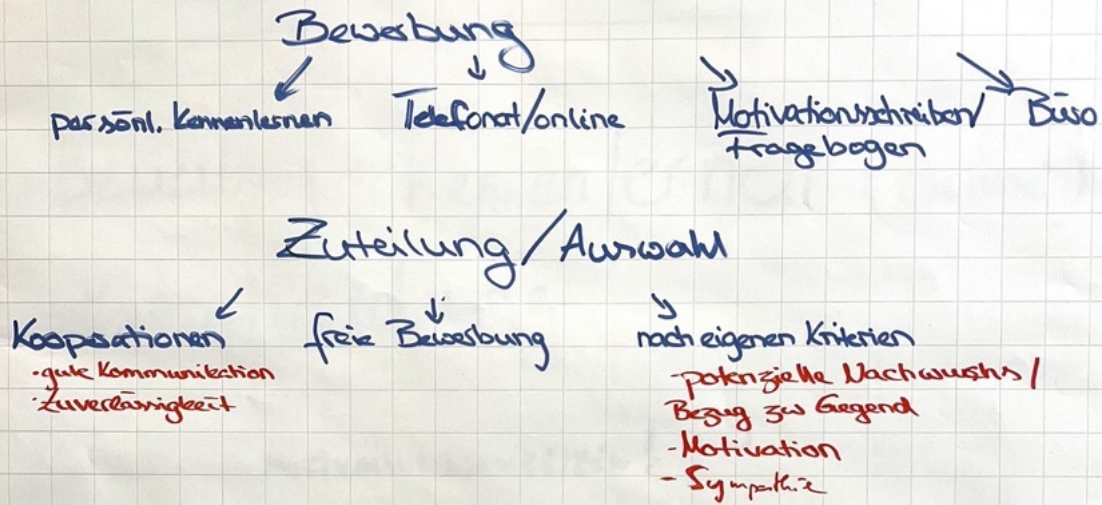 Bewerbung
persönl. Kennenlernen
Telefonat/online
Motivationsschreiben/
Fragebogen
Büro
Zuteilung/Auswahl
Kooperationen
·gute Kommunikation
·Zuverlässigkeit
freie Bewerbung
nach eigenen Kriterien
-potenzielle Nachwuchs/
Bezug zur Gegend
-Motivation
-Sympathie